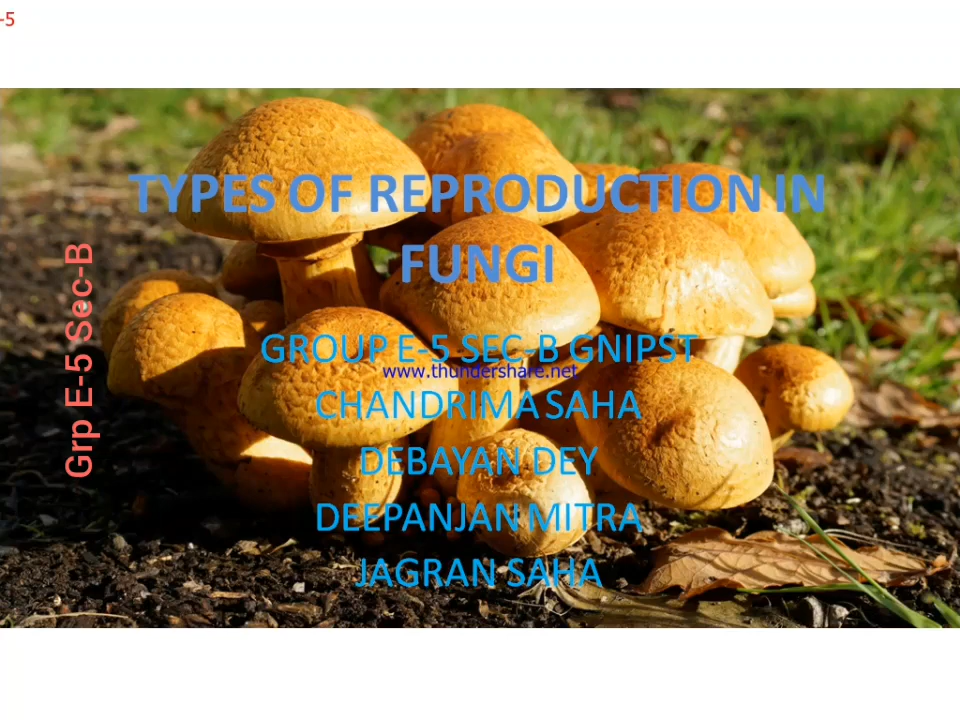 -5
TYPES OF REPRODUCTION IN
FUNGI
Grp E-5 Sec-B
GROUP E-5 SEC-B GNIPST
www.thundershare.net
CHANDRIMA SAHA
DEBAYAN DEY
DEEPANJAN MITRA
JAGRAN SAHA